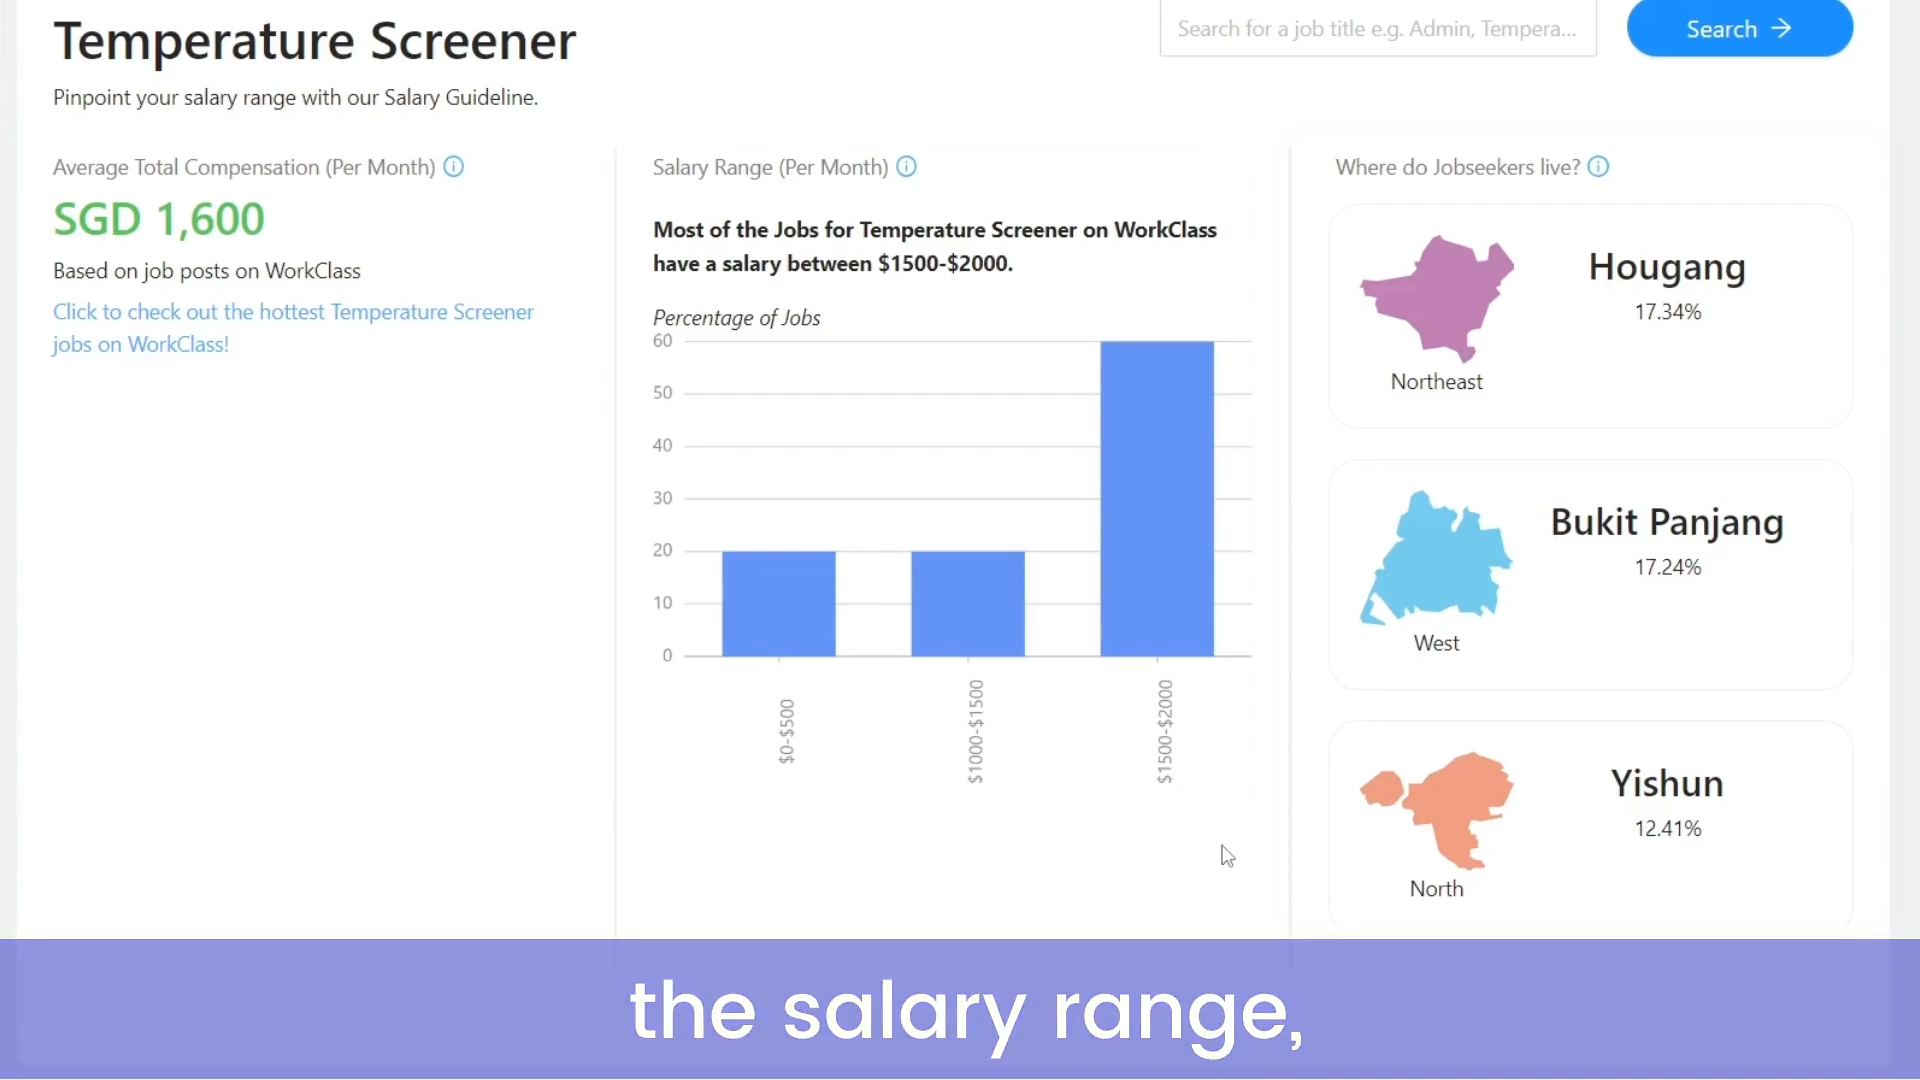 Temperature Screener
Search for a job title e.g. Admin, Tempera...
Search
Pinpoint your salary range with our Salary Guideline.
Average Total Compensation (Per Month)
SGD 1,600
Based on job posts on WorkClass
Click to check out the hottest Temperature Screener
jobs on WorkClass!
Salary Range (Per Month)
Most of the Jobs for Temperature Screener on WorkClass
have a salary between $1500-$2000.
Percentage of Jobs
60
50
40
30
20
10
0
$0-$500
$1000-$1500
$1500-$2000
Where do Jobseekers live?
Hougang
17.34%
Northeast
Bukit Panjang
17.24%
West
Yishun
12.41%
North
the salary range,